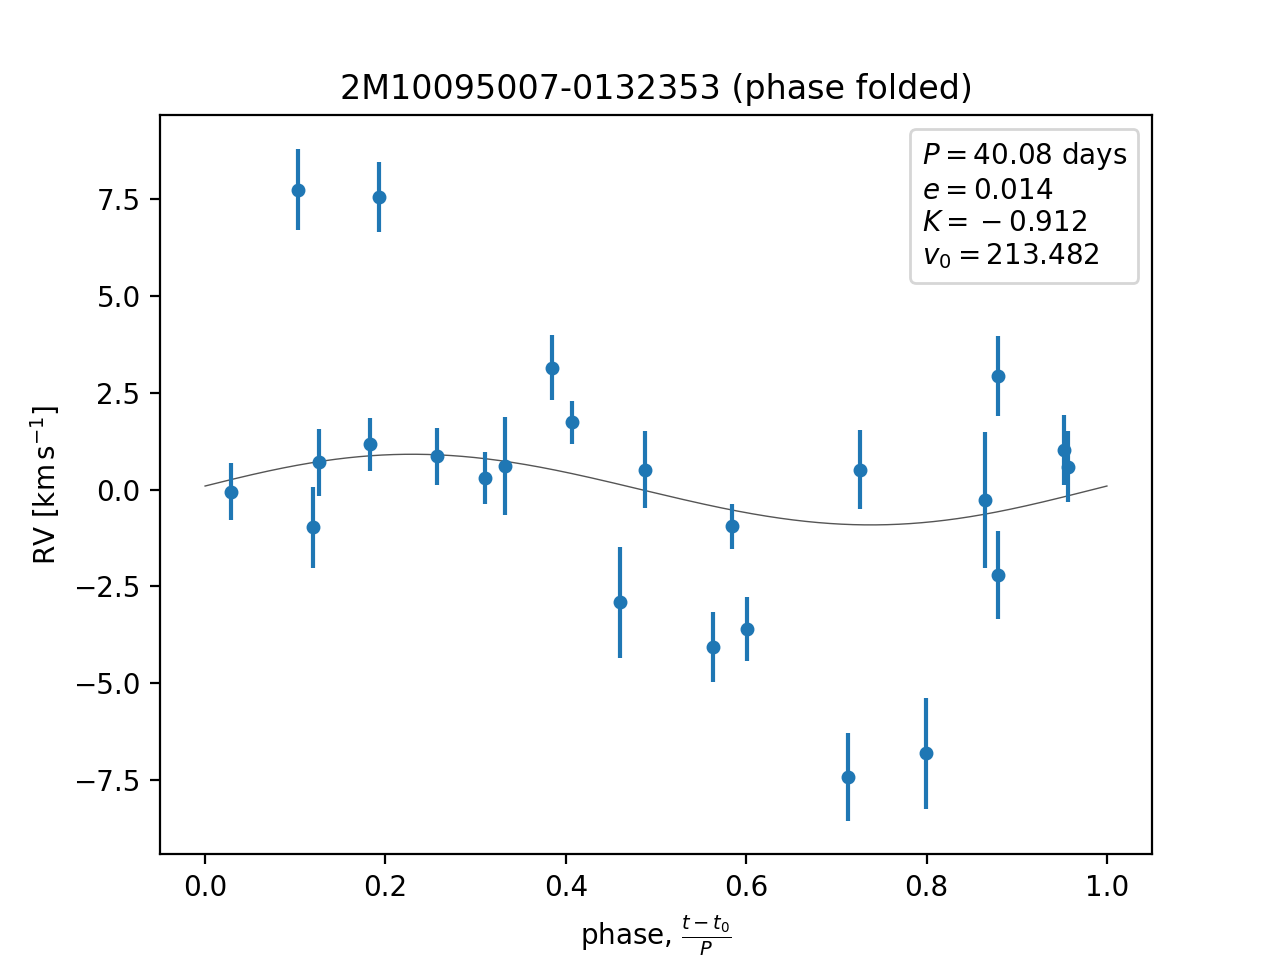 2M10095007-0132353 (phase folded)
P = 40.08 days
e = 0.014
K = −0.912
v₀ = 213.482
7.5
5.0
2.5
0.0
−2.5
−5.0
−7.5
RV [km s⁻¹]
0.0 0.2 0.4 0.6 0.8 1.0
phase, (t − t₀)/P